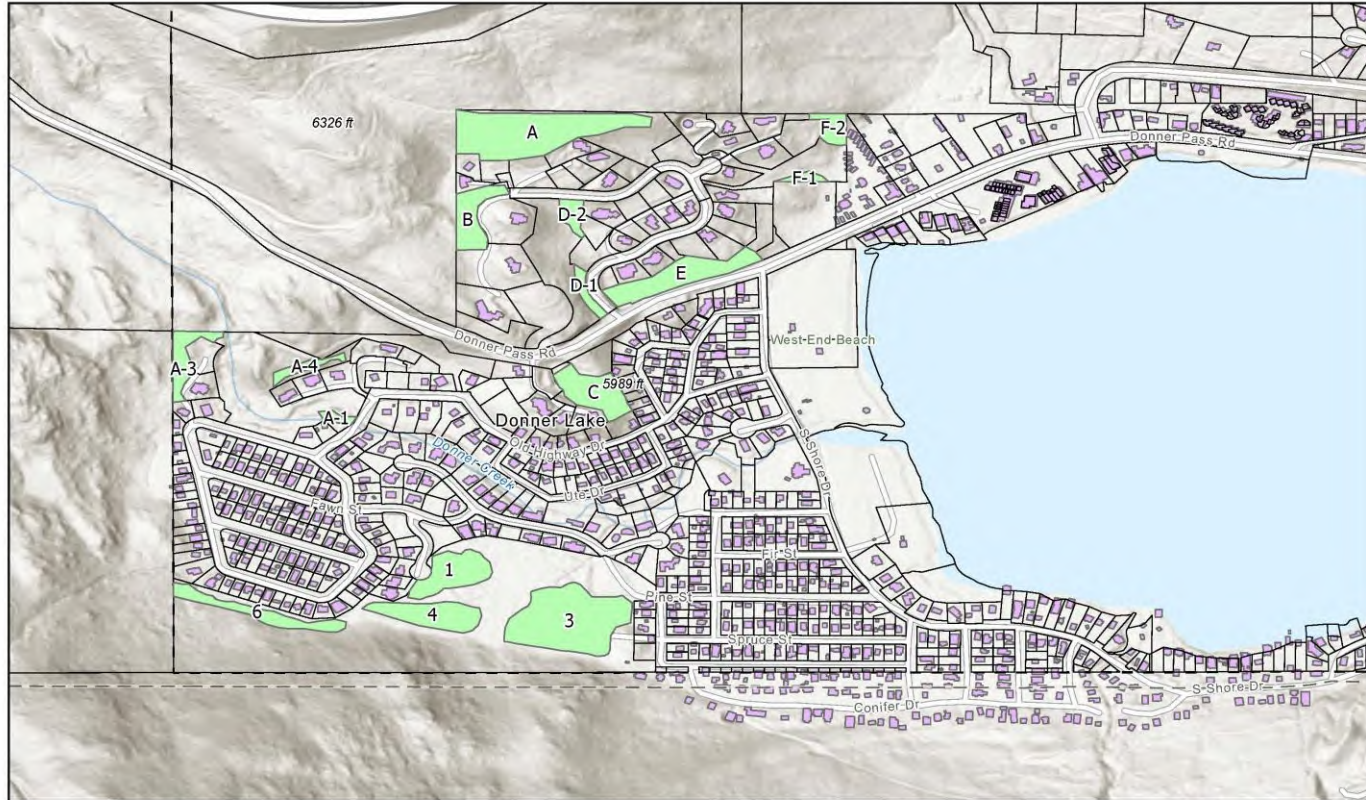 6326 ft
A
F-2
Donner Pass Rd
F-1
B
D-2
E
D-1
Donner Pass Rd
West End Beach
A-3
A-4
C
5989 ft
A-1
Donner Lake
Old Highway Dr
Donner Creek
S Shore Dr
Ute Dr
Fawn St
Fir St
1
Pine St
6
4
3
Spruce St
S Shore Dr
Conifer Dr